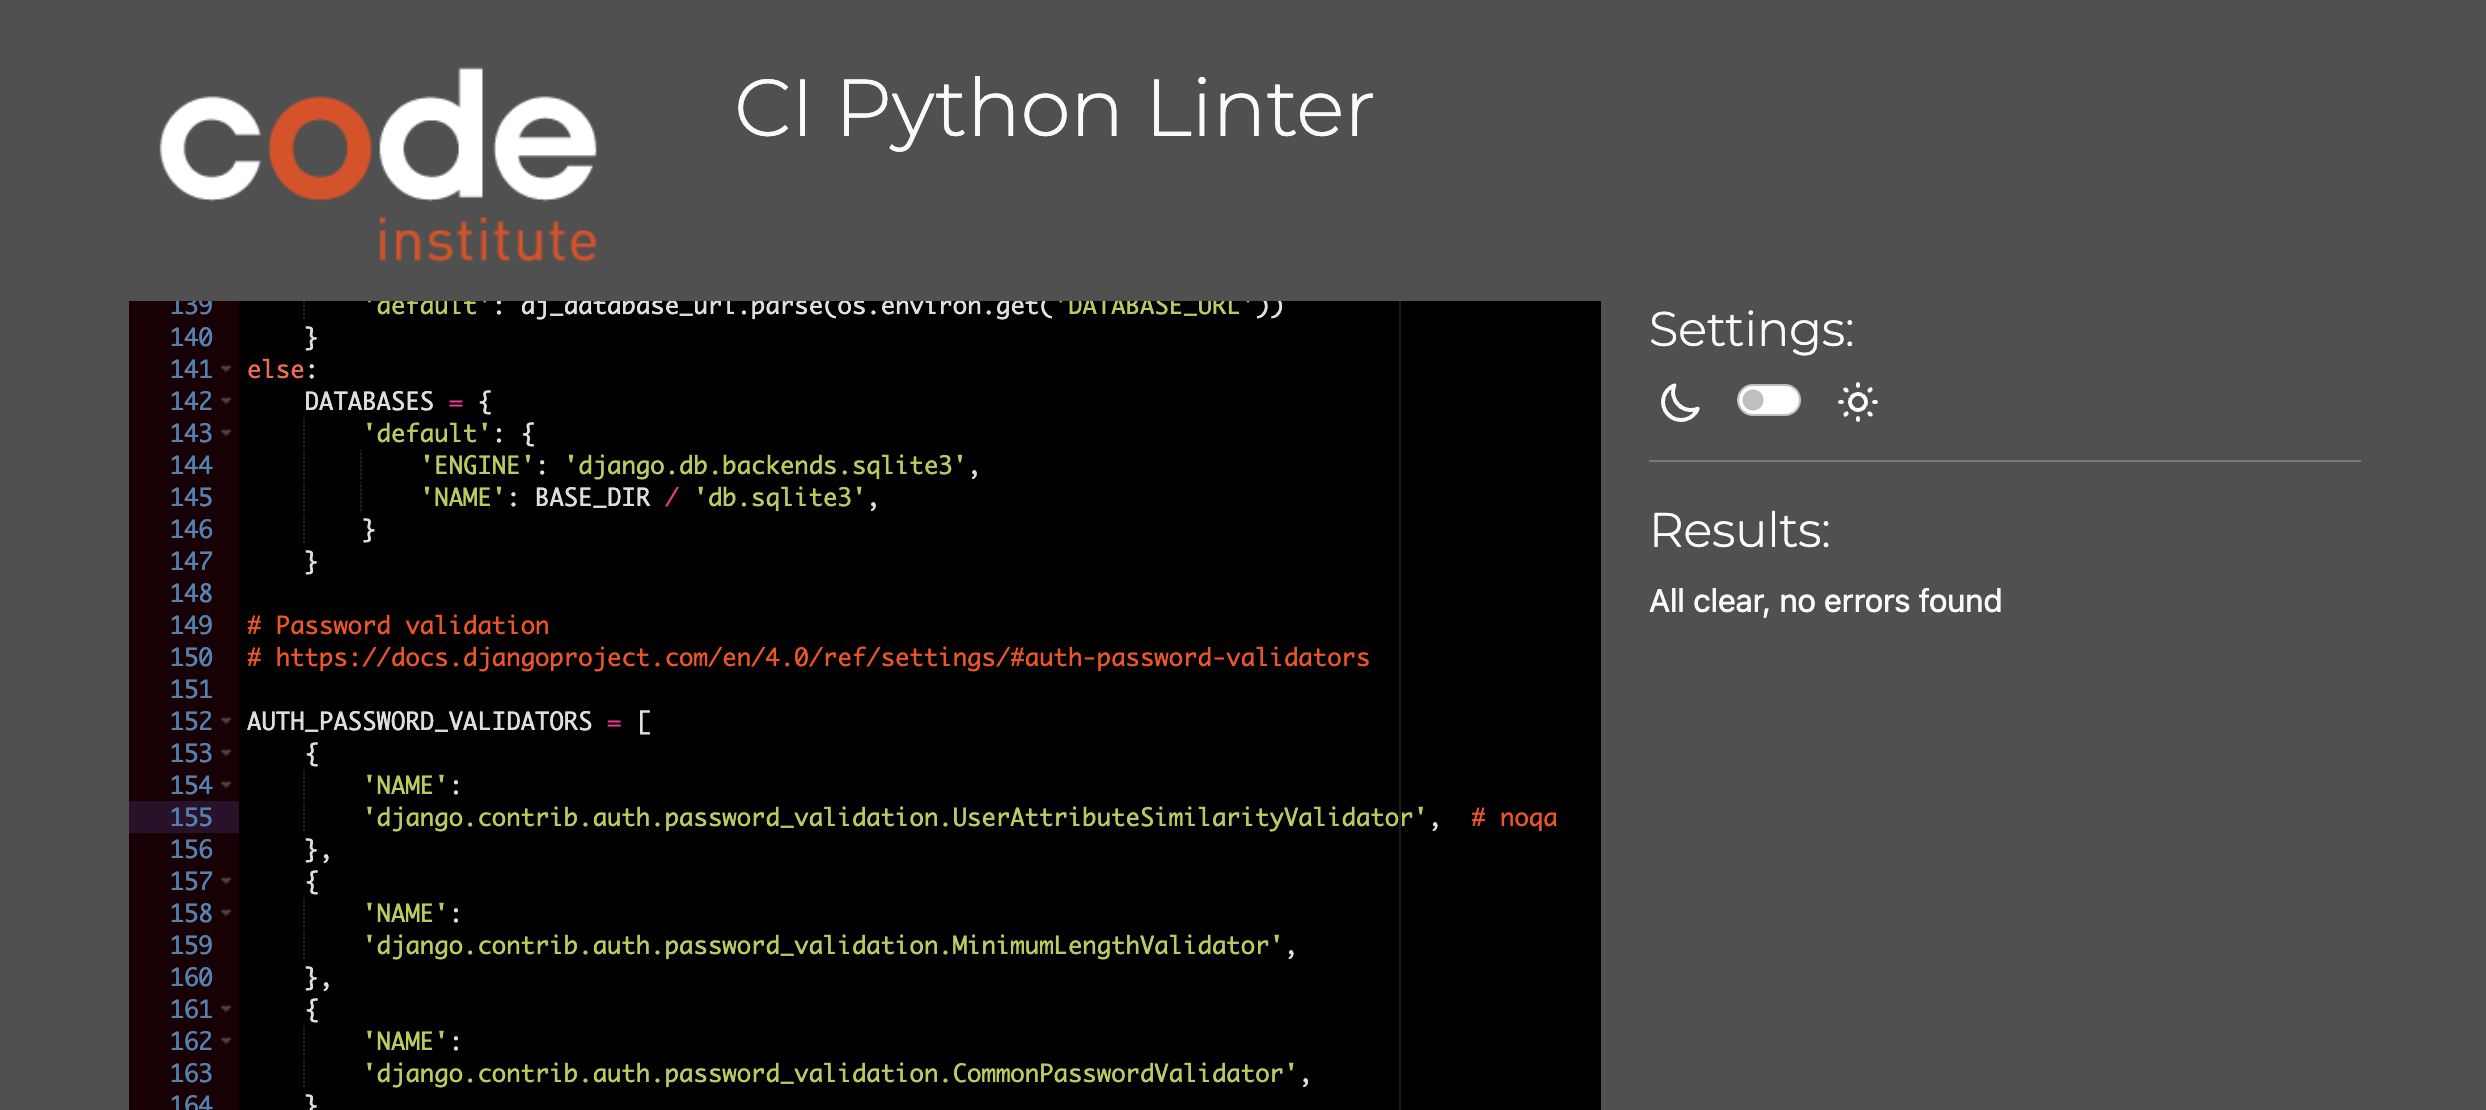 code
institute
CI Python Linter
139 'default': dj_database_url.parse(os.environ.get('DATABASE_URL'))
140 }
141 else:
142 DATABASES = {
143 'default': {
144 'ENGINE': 'django.db.backends.sqlite3',
145 'NAME': BASE_DIR / 'db.sqlite3',
146 }
147 }
148
149 # Password validation
150 # https://docs.djangoproject.com/en/4.0/ref/settings/#auth-password-validators
151
152 AUTH_PASSWORD_VALIDATORS = [
153 {
154 'NAME':
155 'django.contrib.auth.password_validation.UserAttributeSimilarityValidator',  # noqa
156 },
157 {
158 'NAME':
159 'django.contrib.auth.password_validation.MinimumLengthValidator',
160 },
161 {
162 'NAME':
163 'django.contrib.auth.password_validation.CommonPasswordValidator',
164 }
Settings:
Results:
All clear, no errors found